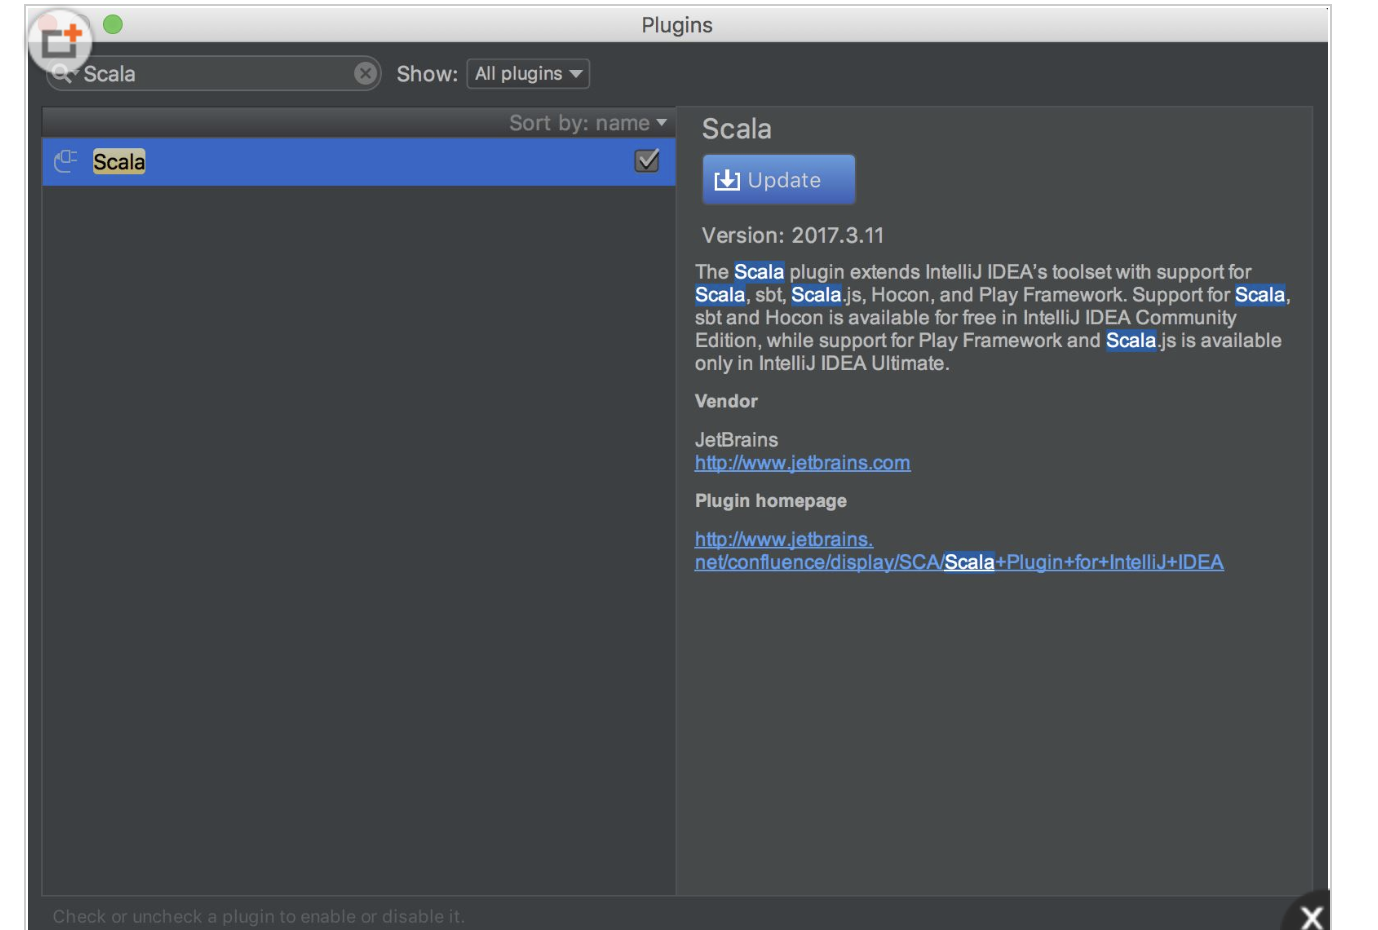 Plugins
Scala
Show: All plugins
Sort by: name
Scala
Scala
Update
Version: 2017.3.11
The Scala plugin extends IntelliJ IDEA's toolset with support for
Scala, sbt, Scala.js, Hocon, and Play Framework. Support for Scala,
sbt and Hocon is available for free in IntelliJ IDEA Community
Edition, while support for Play Framework and Scala.js is available
only in IntelliJ IDEA Ultimate.
Vendor
JetBrains
http://www.jetbrains.com
Plugin homepage
http://www.jetbrains.
net/confluence/display/SCA/Scala+Plugin+for+IntelliJ+IDEA
Check or uncheck a plugin to enable or disable it.